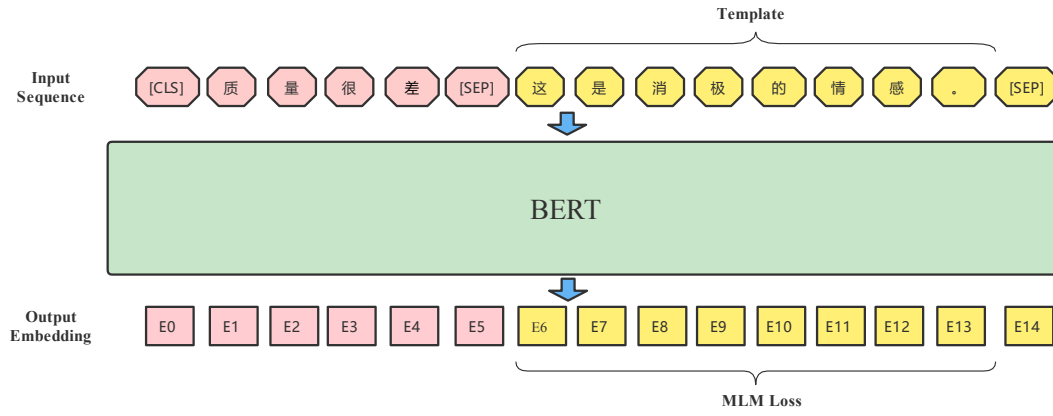 Template
Input Sequence
[CLS] 质 量 很 差 [SEP] 这 是 消 极 的 情 感 。 [SEP]
BERT
Output Embedding
E0 E1 E2 E3 E4 E5 E6 E7 E8 E9 E10 E11 E12 E13 E14
MLM Loss